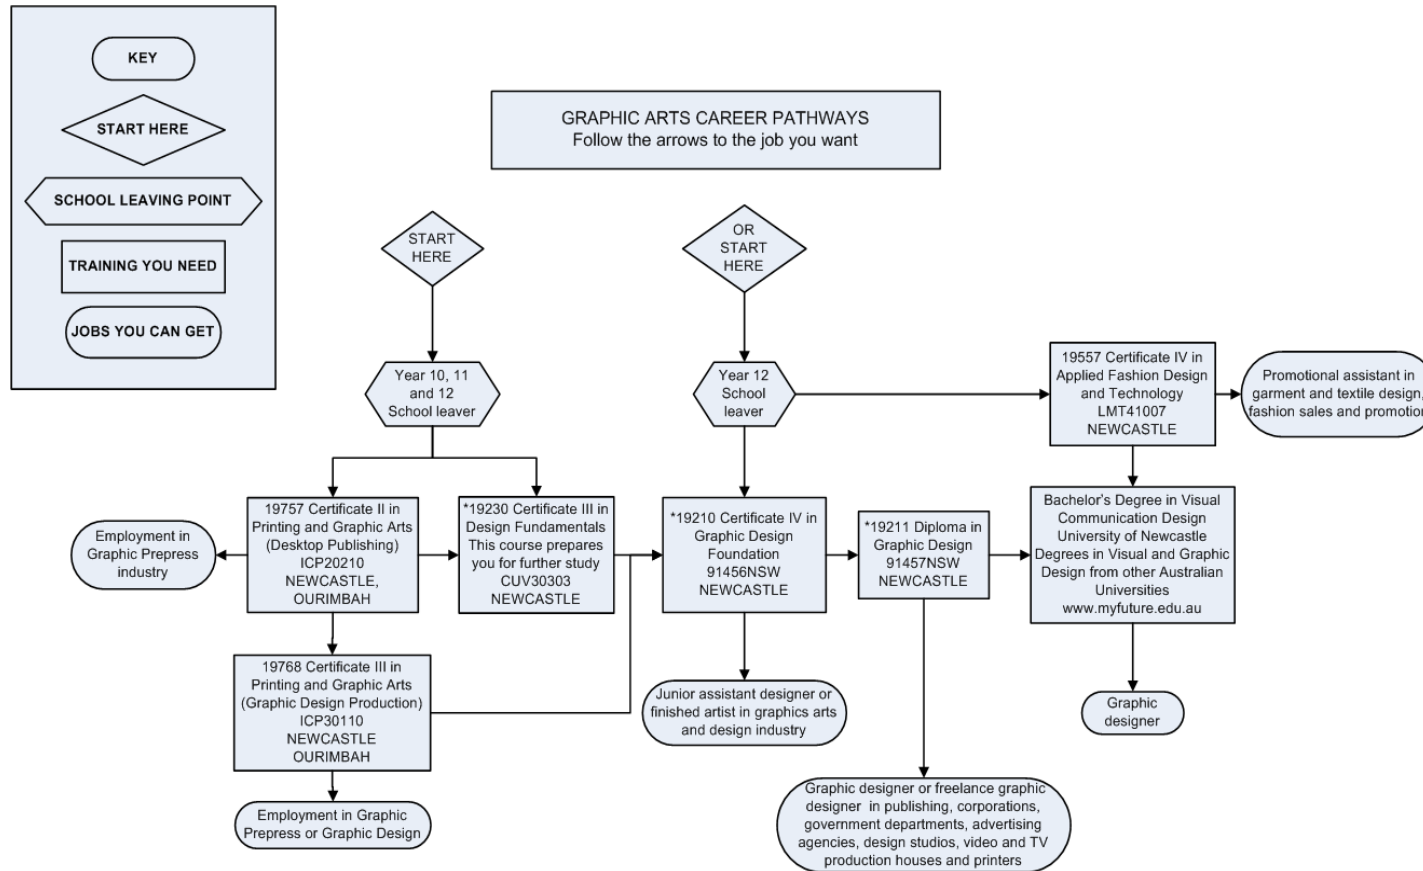 KEY
START HERE
SCHOOL LEAVING POINT
TRAINING YOU NEED
JOBS YOU CAN GET
GRAPHIC ARTS CAREER PATHWAYS
Follow the arrows to the job you want
START
HERE
OR
START
HERE
Year 10, 11
and 12
School leaver
Year 12
School
leaver
19557 Certificate IV in
Applied Fashion Design
and Technology
LMT41007
NEWCASTLE
Promotional assistant in
garment and textile design,
fashion sales and promotion
Employment in
Graphic Prepress
industry
19757 Certificate II in
Printing and Graphic Arts
(Desktop Publishing)
ICP20210
NEWCASTLE,
OURIMBAH
*19230 Certificate III in
Design Fundamentals
This course prepares
you for further study
CUV30303
NEWCASTLE
*19210 Certificate IV in
Graphic Design
Foundation
91456NSW
NEWCASTLE
*19211 Diploma in
Graphic Design
91457NSW
NEWCASTLE
Bachelor's Degree in Visual
Communication Design
University of Newcastle
Degrees in Visual and Graphic
Design from other Australian
Universities
www.myfuture.edu.au
19768 Certificate III in
Printing and Graphic Arts
(Graphic Design Production)
ICP30110
NEWCASTLE
OURIMBAH
Junior assistant designer or
finished artist in graphics arts
and design industry
Graphic
designer
Employment in Graphic
Prepress or Graphic Design
Graphic designer or freelance graphic
designer in publishing, corporations,
government departments, advertising
agencies, design studios, video and TV
production houses and printers